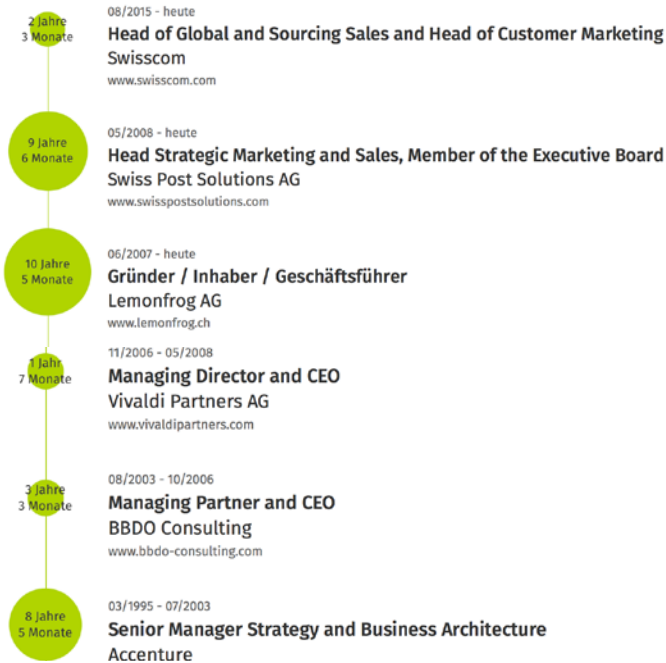 2 Jahre
3 Monate
08/2015 - heute
Head of Global and Sourcing Sales and Head of Customer Marketing
Swisscom
www.swisscom.com
9 Jahre
6 Monate
05/2008 - heute
Head Strategic Marketing and Sales, Member of the Executive Board
Swiss Post Solutions AG
www.swisspostsolutions.com
10 Jahre
5 Monate
06/2007 - heute
Gründer / Inhaber / Geschäftsführer
Lemonfrog AG
www.lemonfrog.ch
1 Jahr
7 Monate
11/2006 - 05/2008
Managing Director and CEO
Vivaldi Partners AG
www.vivaldipartners.com
3 Jahre
3 Monate
08/2003 - 10/2006
Managing Partner and CEO
BBDO Consulting
www.bbdo-consulting.com
8 Jahre
5 Monate
03/1995 - 07/2003
Senior Manager Strategy and Business Architecture
Accenture